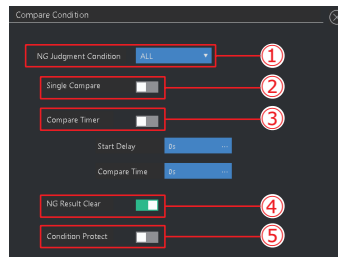 Compare Condition
NG Judgment Condition ALL ①
Single Compare ②
Compare Timer ③
Start Delay 0s ...
Compare Time 0s ...
NG Result Clear ④
Condition Protect ⑤